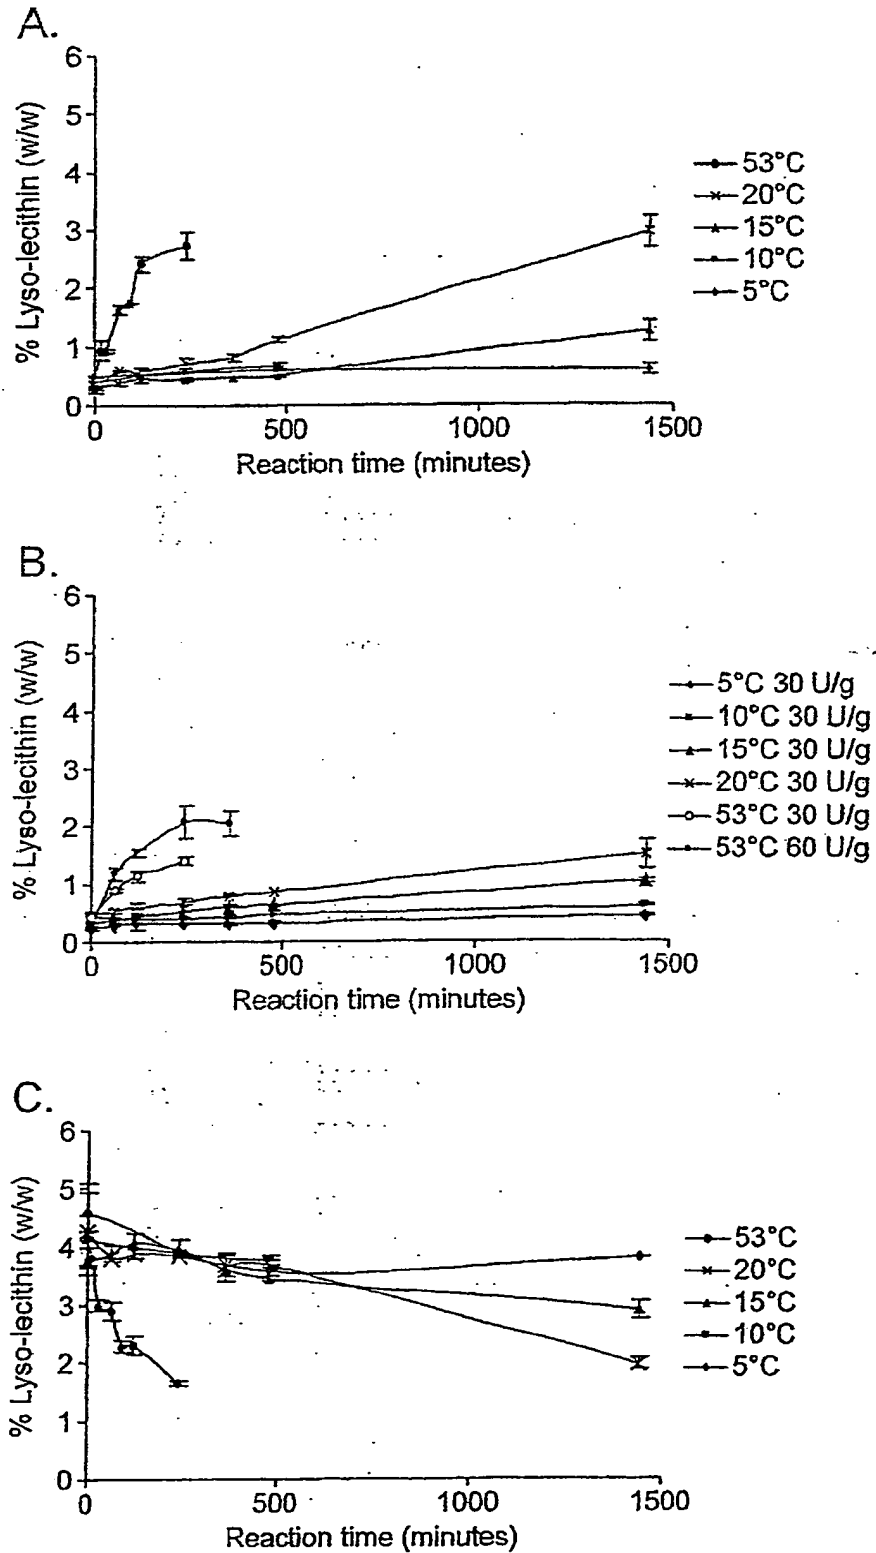 A.
% Lyso-lecithin (w/w)
6
5
4
3
2
1
0
0 500 1000 1500
Reaction time (minutes)
53°C
20°C
15°C
10°C
5°C
B.
% Lyso-lecithin (w/w)
6
5
4
3
2
1
0
0 500 1000 1500
Reaction time (minutes)
5°C 30 U/g
10°C 30 U/g
15°C 30 U/g
20°C 30 U/g
53°C 30 U/g
53°C 60 U/g
C.
% Lyso-lecithin (w/w)
6
5
4
3
2
1
0
0 500 1000 1500
Reaction time (minutes)
53°C
20°C
15°C
10°C
5°C